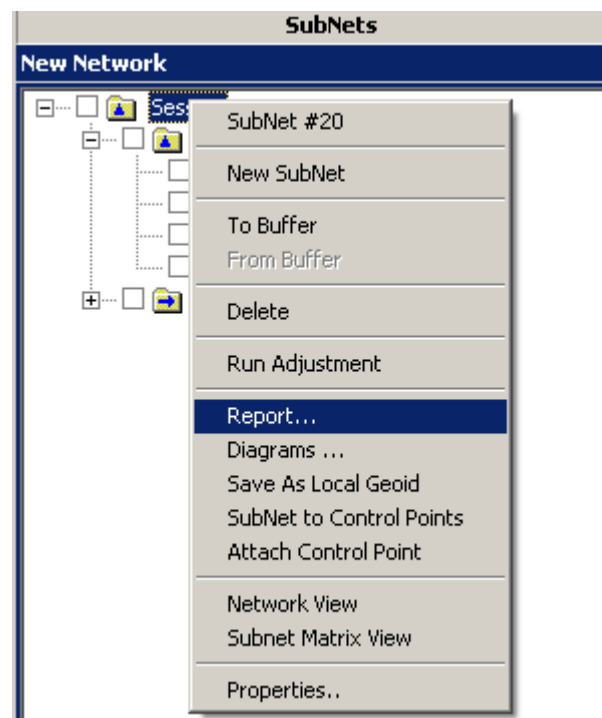 SubNets
New Network
SubNet #20
New SubNet
To Buffer
From Buffer
Delete
Run Adjustment
Report...
Diagrams ...
Save As Local Geoid
SubNet to Control Points
Attach Control Point
Network View
Subnet Matrix View
Properties..